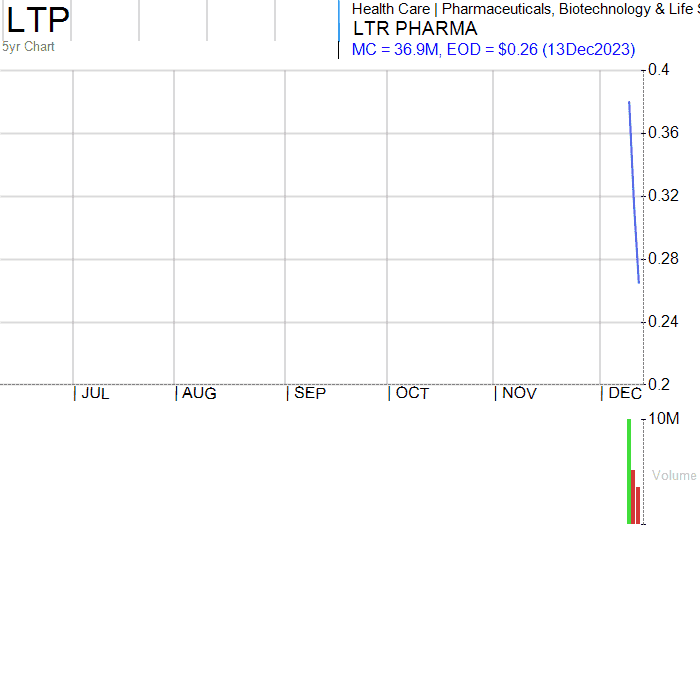 LTP
5yr Chart
Health Care | Pharmaceuticals, Biotechnology & Life
LTR PHARMA
MC = 36.9M, EOD = $0.26 (13Dec2023)
0.4
0.36
0.32
0.28
0.24
0.2
JUL
AUG
SEP
OCT
NOV
DEC
10M
Volume